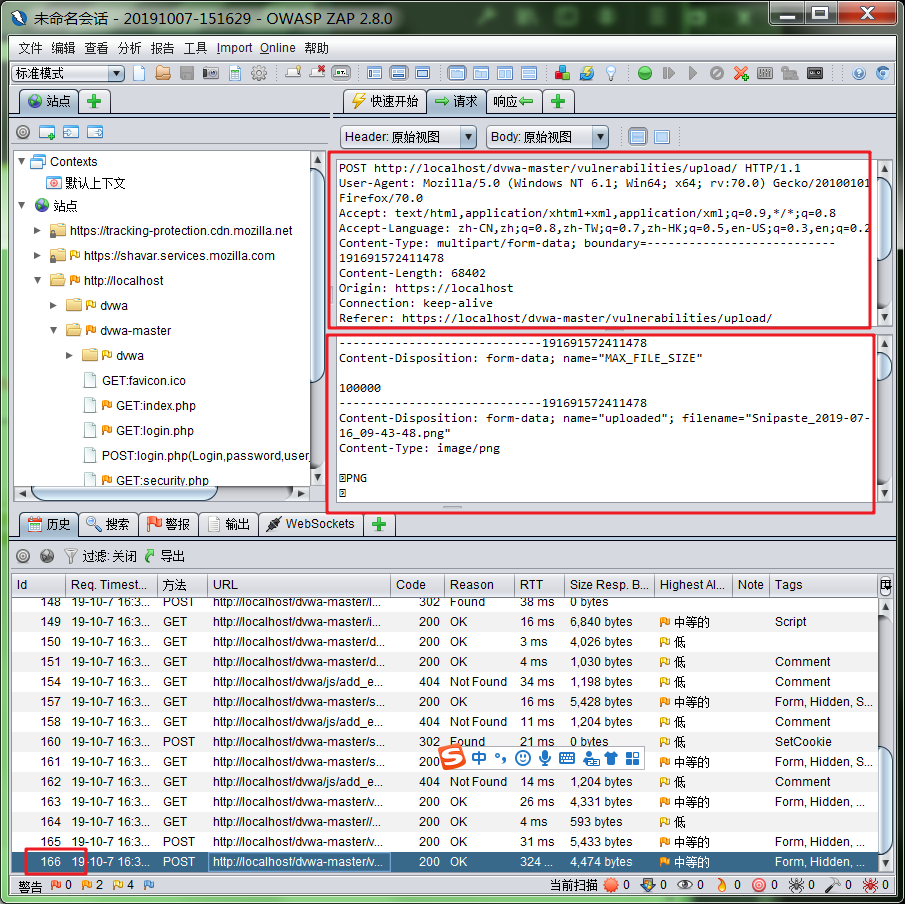 未命名会话 - 20191007-151629 - OWASP ZAP 2.8.0
文件 编辑 查看 分析 报告 工具 Import Online 帮助
标准模式
站点
快速开始 请求 响应
Header: 原始视图 Body: 原始视图
Contexts
默认上下文
站点
https://tracking-protection.cdn.mozilla.net
https://shavar.services.mozilla.com
http://localhost
dvwa
dvwa-master
dvwa
GET:favicon.ico
GET:index.php
GET:login.php
POST:login.php(Login,password,user_
GET:security.php
POST http://localhost/dvwa-master/vulnerabilities/upload/ HTTP/1.1
User-Agent: Mozilla/5.0 (Windows NT 6.1; Win64; x64; rv:70.0) Gecko/20100101
Firefox/70.0
Accept: text/html,application/xhtml+xml,application/xml;q=0.9,*/*;q=0.8
Accept-Language: zh-CN,zh;q=0.8,zh-TW;q=0.7,zh-HK;q=0.5,en-US;q=0.3,en;q=0.2
Content-Type: multipart/form-data; boundary=---------------------------
191691572411478
Content-Length: 68402
Origin: https://localhost
Connection: keep-alive
Referer: https://localhost/dvwa-master/vulnerabilities/upload/
-----------------------------191691572411478
Content-Disposition: form-data; name="MAX_FILE_SIZE"
100000
-----------------------------191691572411478
Content-Disposition: form-data; name="uploaded"; filename="Snipaste_2019-07-
16_09-43-48.png"
Content-Type: image/png
PNG
历史 搜索 警报 输出 WebSockets
过滤: 关闭 导出
Id Req. Timest... 方法 URL Code Reason RTT Size Resp. B... Highest Al... Note Tags
148 19-10-7 16:3... POST http://localhost/dvwa-master/l... 302 Found 38 ms 0 bytes
149 19-10-7 16:3... GET http://localhost/dvwa-master/i... 200 OK 16 ms 6,840 bytes 中等的 Script
150 19-10-7 16:3... GET http://localhost/dvwa-master/d... 200 OK 3 ms 4,026 bytes 低
151 19-10-7 16:3... GET http://localhost/dvwa-master/d... 200 OK 4 ms 1,030 bytes 低 Comment
154 19-10-7 16:3... GET http://localhost/dvwa/js/add_e... 404 Not Found 34 ms 1,198 bytes 低 Comment
157 19-10-7 16:3... GET http://localhost/dvwa-master/s... 200 OK 16 ms 5,428 bytes 中等的 Form, Hidden, S...
158 19-10-7 16:3... GET http://localhost/dvwa/js/add_e... 404 Not Found 11 ms 1,204 bytes 低 Comment
160 19-10-7 16:3... POST http://localhost/dvwa-master/s... 302 Found 21 ms 0 bytes 低 SetCookie
161 19-10-7 16:3... GET http://localhost/dvwa-master/s... 200 中 中等的 Form, Hidden, S...
162 19-10-7 16:3... GET http://localhost/dvwa/js/add_e... 404 Not Found 14 ms 1,204 bytes 低 Comment
163 19-10-7 16:3... GET http://localhost/dvwa-master/v... 200 OK 26 ms 4,331 bytes 中等的 Form, Hidden, ...
164 19-10-7 16:3... GET http://localhost/dvwa-master//... 200 OK 4 ms 593 bytes 低
165 19-10-7 16:3... POST http://localhost/dvwa-master/v... 200 OK 31 ms 5,433 bytes 中等的 Form, Hidden, ...
166 19-10-7 16:3... POST http://localhost/dvwa-master/v... 200 OK 324 ... 4,474 bytes 中等的 Form, Hidden, ...
警告 0 2 4 当前扫描 0 0 0 0 0 0 0 0